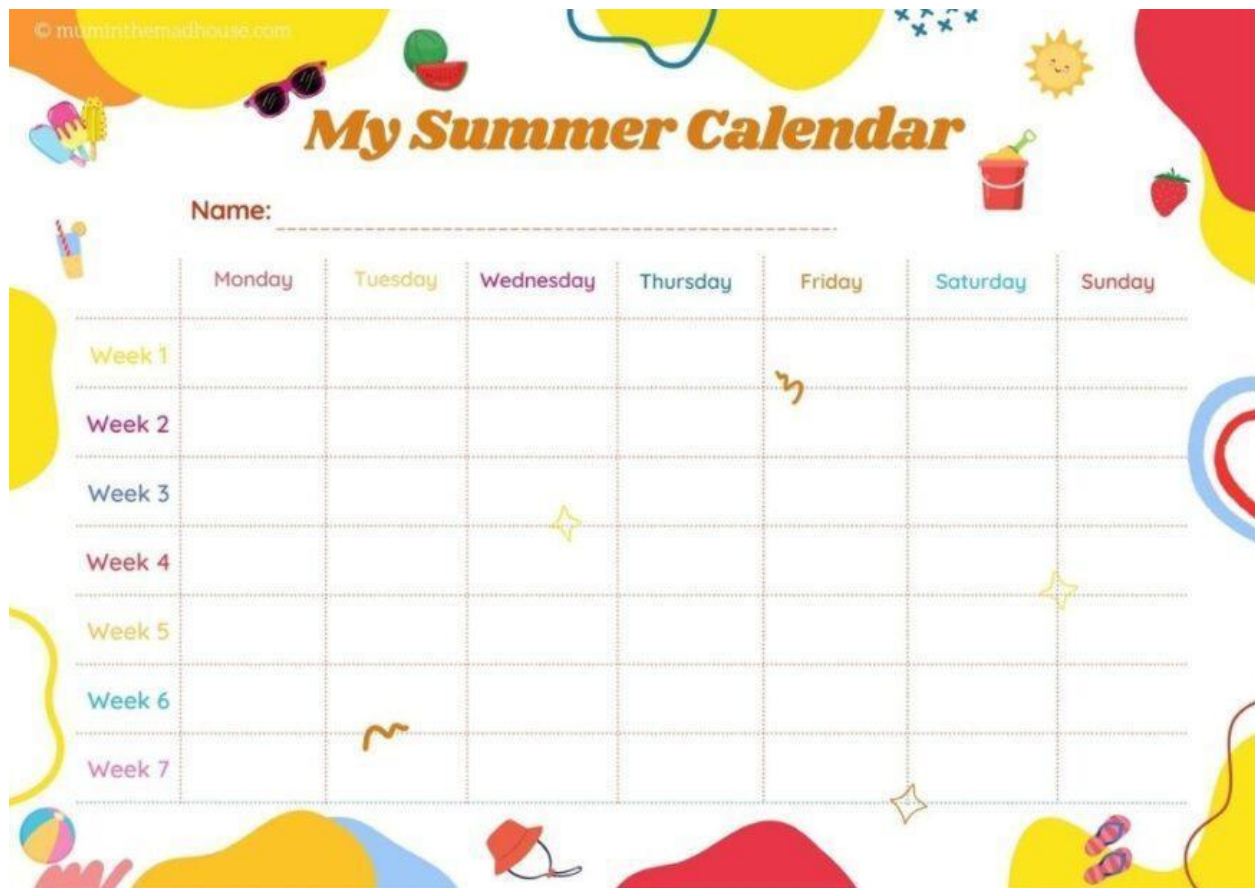 © muminthemadhouse.com
My Summer Calendar
Name:
Monday Tuesday Wednesday Thursday Friday Saturday Sunday
Week 1
Week 2
Week 3
Week 4
Week 5
Week 6
Week 7